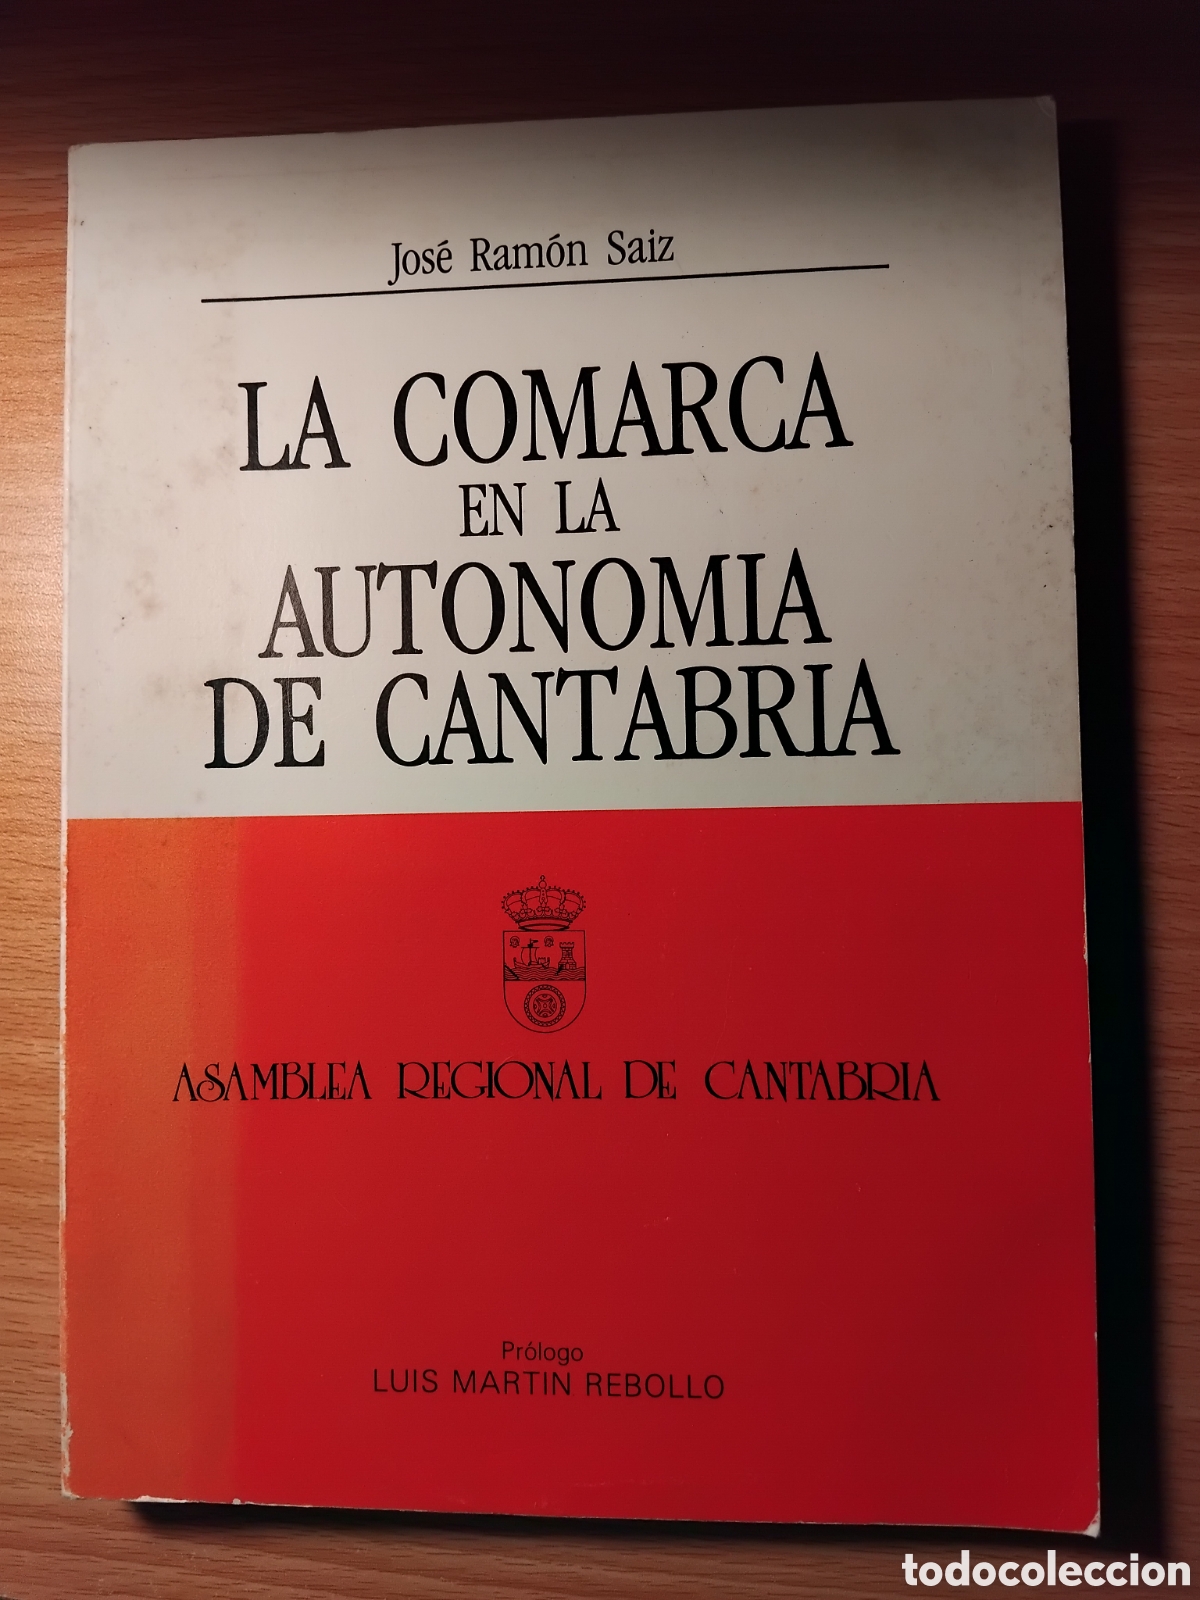 José Ramón Saiz
LA COMARCA
EN LA
AUTONOMIA
DE CANTABRIA
ASAMBLEA REGIONAL DE CANTABRIA
Prólogo
LUIS MARTIN REBOLLO
todocoleccion